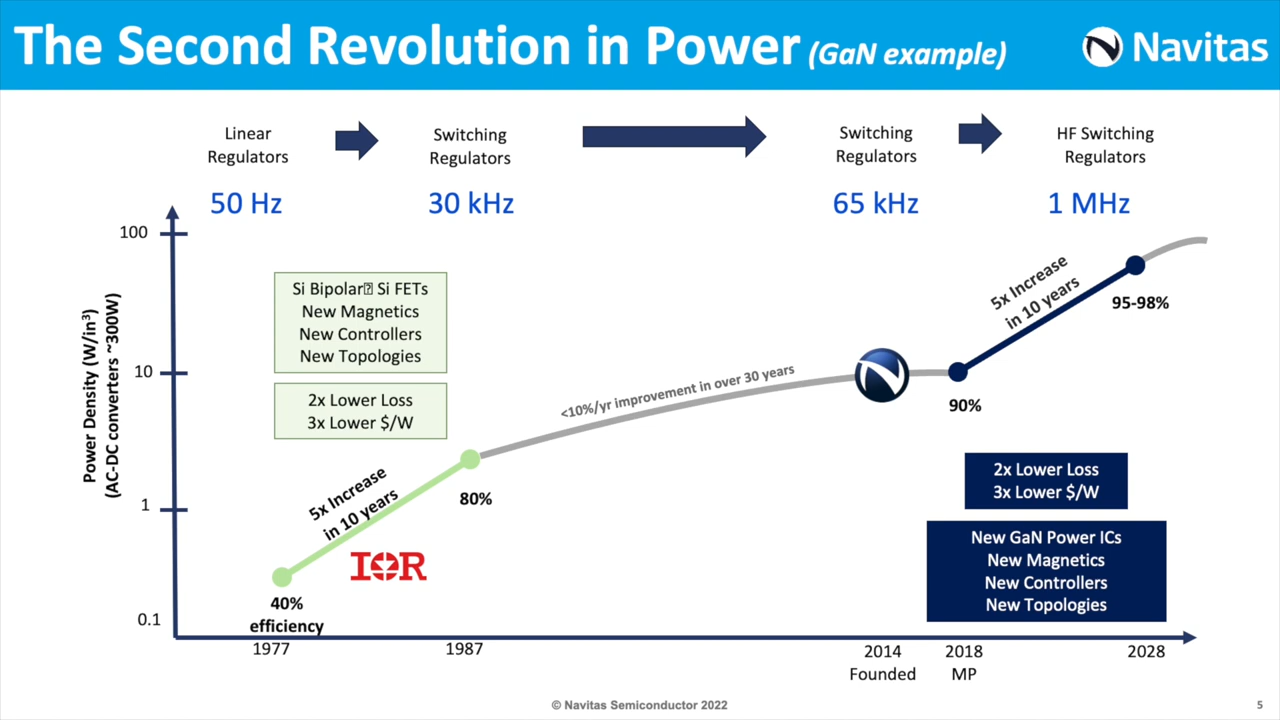 The Second Revolution in Power (GaN example)
Navitas
Linear
Regulators
Switching
Regulators
Switching
Regulators
HF Switching
Regulators
50 Hz
30 kHz
65 kHz
1 MHz
Power Density (W/in³)
(AC-DC converters ~300W)
100
10
1
0.1
Si Bipolar⍰ Si FETs
New Magnetics
New Controllers
New Topologies
2x Lower Loss
3x Lower $/W
5x Increase
in 10 years
IOR
40%
efficiency
80%
<10%/yr improvement in over 30 years
90%
5x Increase
in 10 years
95-98%
2x Lower Loss
3x Lower $/W
New GaN Power ICs
New Magnetics
New Controllers
New Topologies
1977
1987
2014
Founded
2018
MP
2028
© Navitas Semiconductor 2022
5